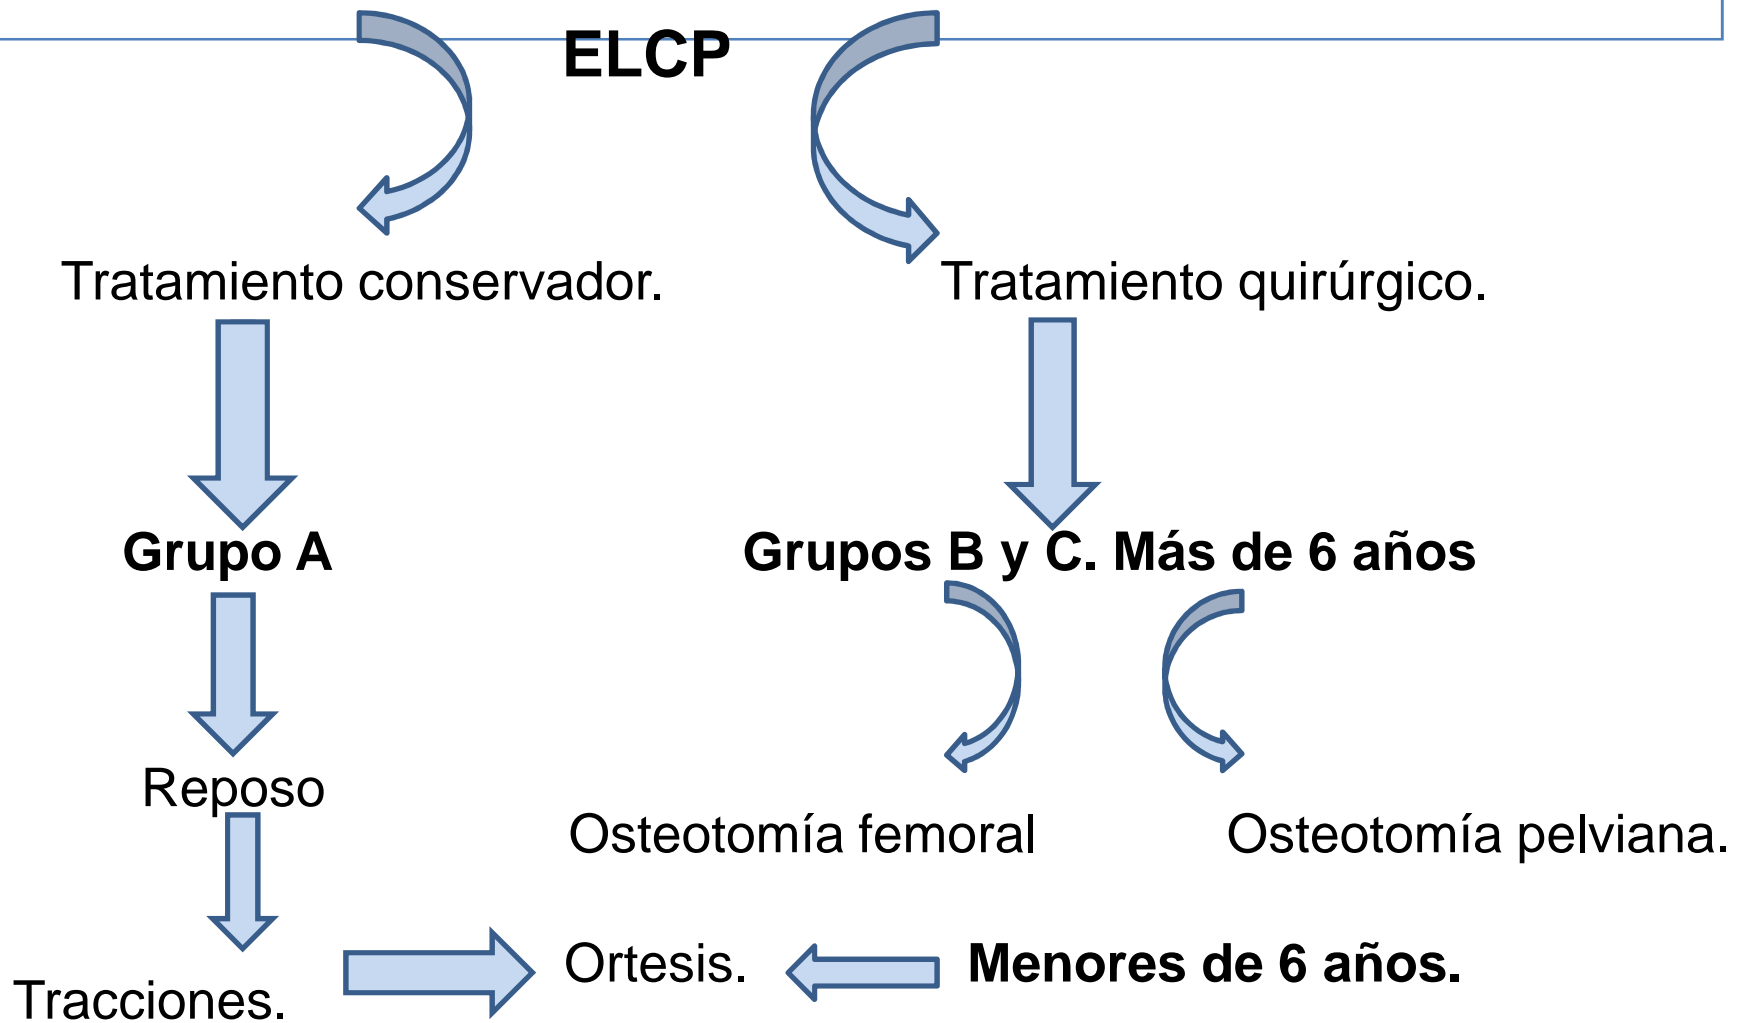 ELCP
Tratamiento conservador.
Tratamiento quirúrgico.
Grupo A
Grupos B y C. Más de 6 años
Reposo
Osteotomía femoral
Osteotomía pelviana.
Tracciones.
Ortesis.
Menores de 6 años.